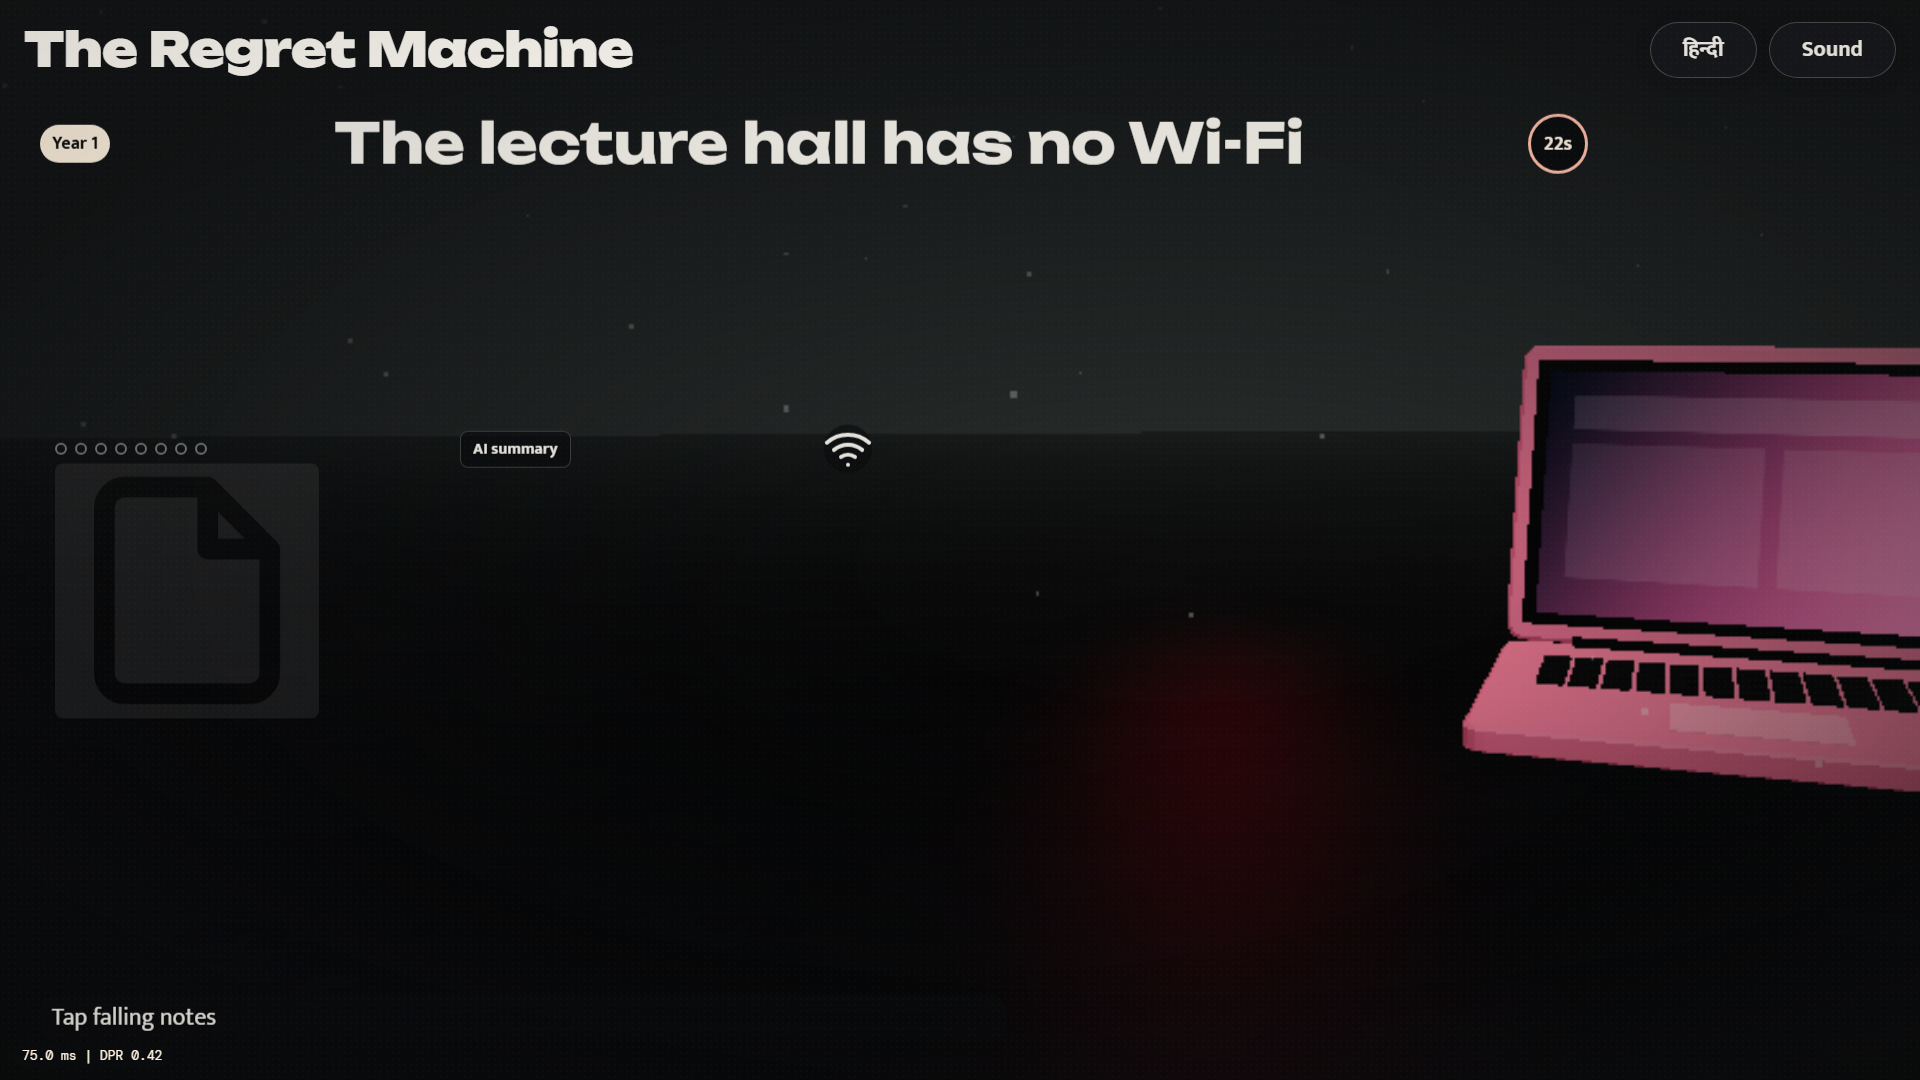 The Regret Machine
हिन्दी
Sound
Year 1
The lecture hall has no Wi-Fi
22s
AI summary
Tap falling notes
75.0 ms | DPR 0.42